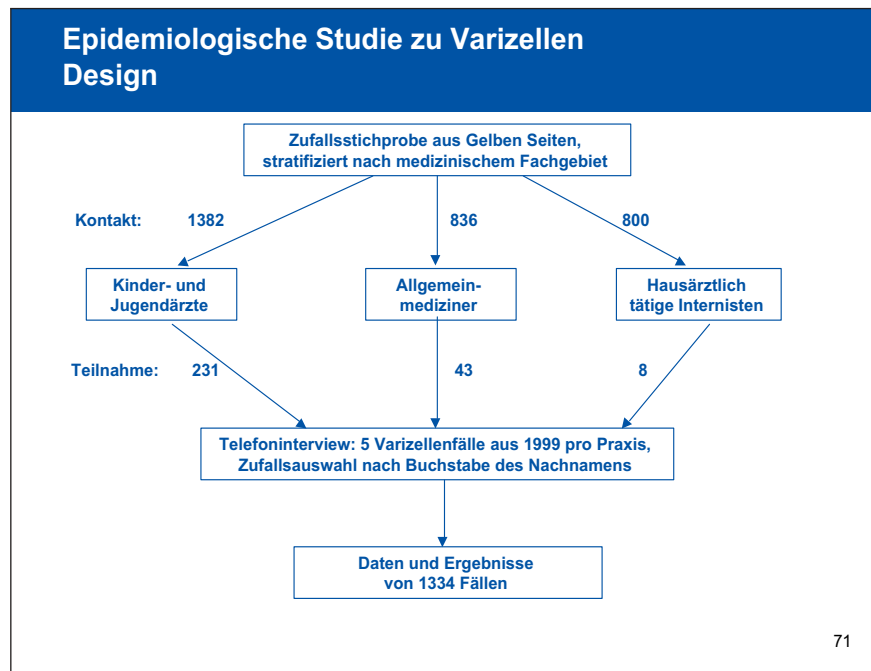 Epidemiologische Studie zu Varizellen
Design
Zufallsstichprobe aus Gelben Seiten,
stratifiziert nach medizinischem Fachgebiet
Kontakt: 1382 836 800
Kinder- und
Jugendärzte
Allgemein-
mediziner
Hausärztlich
tätige Internisten
Teilnahme: 231 43 8
Telefoninterview: 5 Varizellenfälle aus 1999 pro Praxis,
Zufallsauswahl nach Buchstabe des Nachnamens
Daten und Ergebnisse
von 1334 Fällen
71